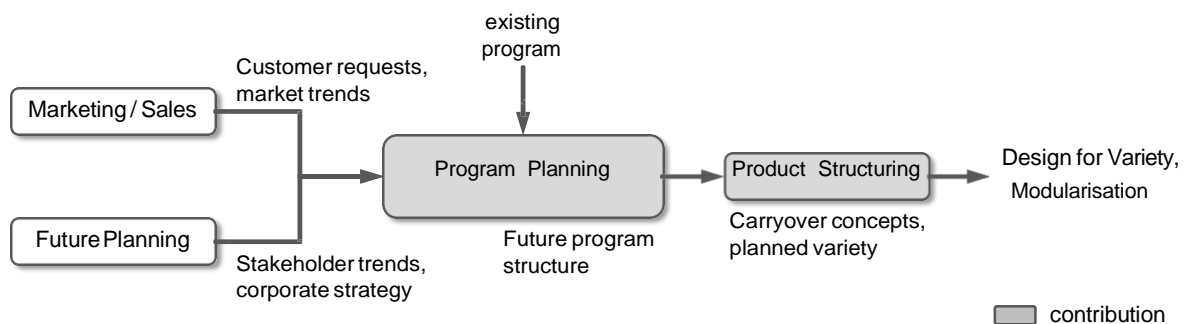 existing
program
Customer requests,
market trends
Marketing / Sales
Program Planning
Product Structuring
Design for Variety,
Modularisation
Future Planning
Stakeholder trends,
corporate strategy
Future program
structure
Carryover concepts,
planned variety
contribution